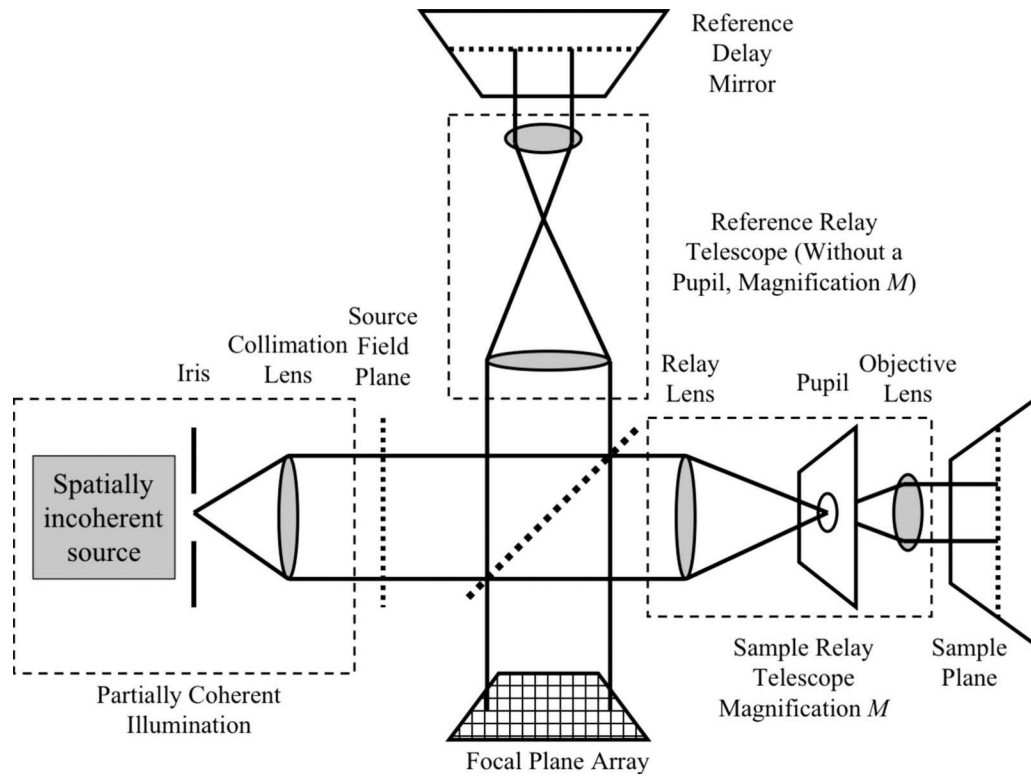 Reference
Delay
Mirror
Reference Relay
Telescope (Without a
Pupil, Magnification M)
Source
Field
Plane
Collimation
Lens
Iris
Relay
Lens
Pupil
Objective
Lens
Spatially
incoherent
source
Partially Coherent
Illumination
Sample Relay
Telescope
Magnification M
Sample
Plane
Focal Plane Array